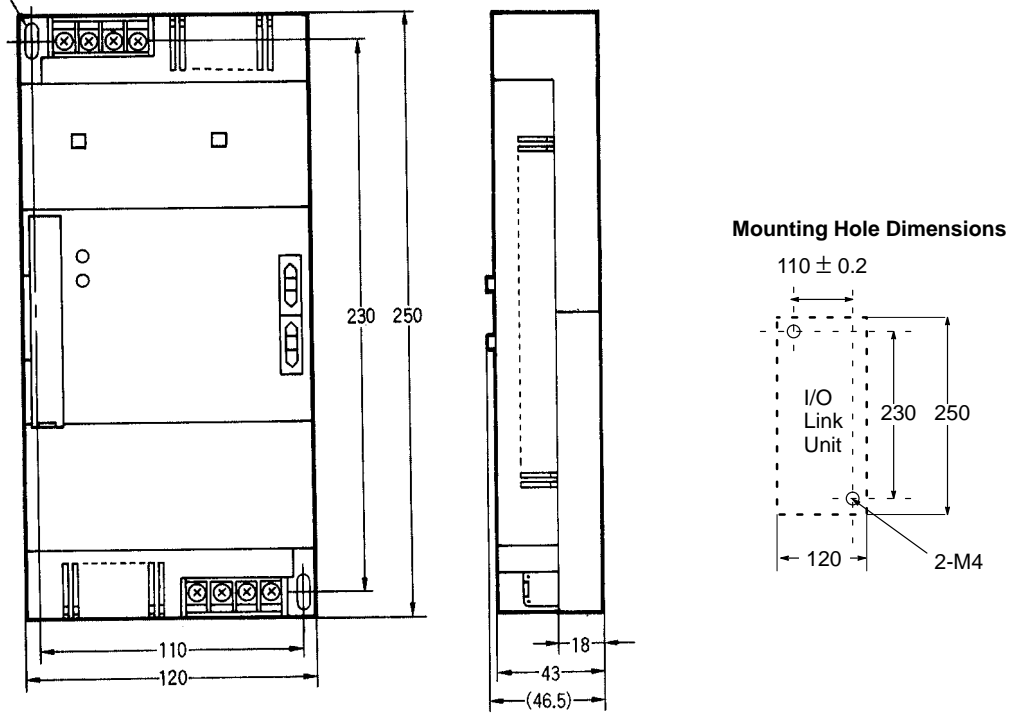 230
250
110
120
18
43
(46.5)
Mounting Hole Dimensions
110 ± 0.2
I/O
Link
Unit
230
250
120
2-M4